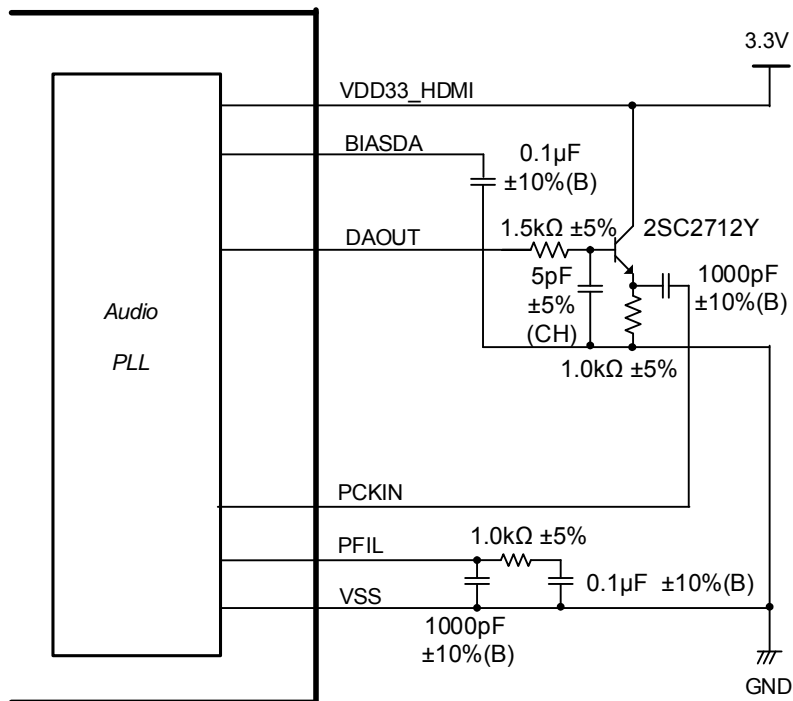 3.3V
VDD33_HDMI
BIASDA
0.1µF
±10%(B)
1.5kΩ ±5%
2SC2712Y
DAOUT
5pF
±5%
(CH)
1000pF
±10%(B)
Audio
PLL
1.0kΩ ±5%
PCKIN
1.0kΩ ±5%
PFIL
0.1µF ±10%(B)
VSS
1000pF
±10%(B)
GND